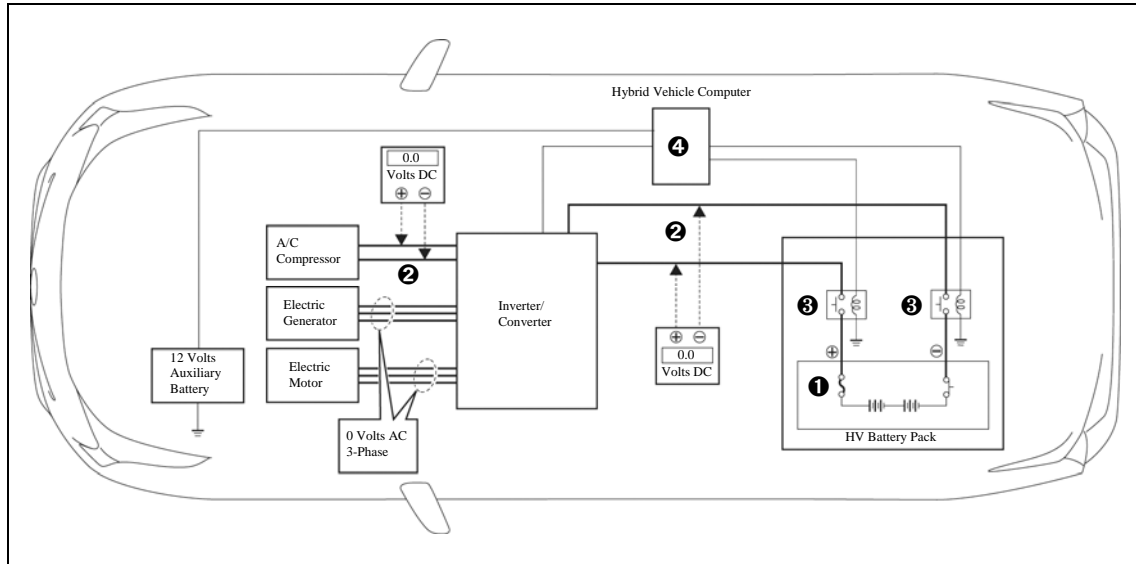 Hybrid Vehicle Computer
❹
0.0
Volts DC
⊕ ⊖
❷
A/C
Compressor
❷
Electric
Generator
Inverter/
Converter
❸
❸
Electric
Motor
⊕ ⊖
0.0
Volts DC
⊕
⊖
12 Volts
Auxiliary
Battery
❶
0 Volts AC
3-Phase
HV Battery Pack